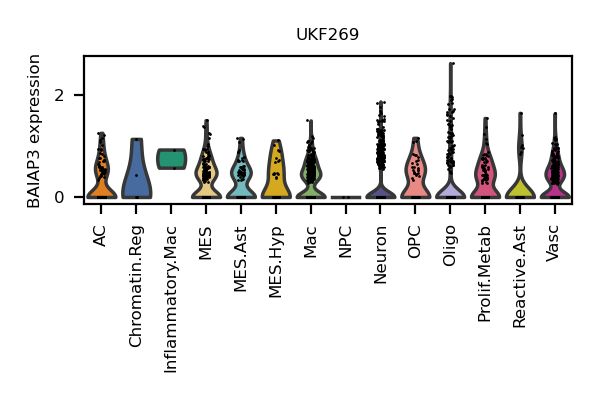 UKF269
BAIAP3 expression
2
0
AC
Chromatin.Reg
Inflammatory.Mac
MES
MES.Ast
MES.Hyp
Mac
NPC
Neuron
OPC
Oligo
Prolif.Metab
Reactive.Ast
Vasc